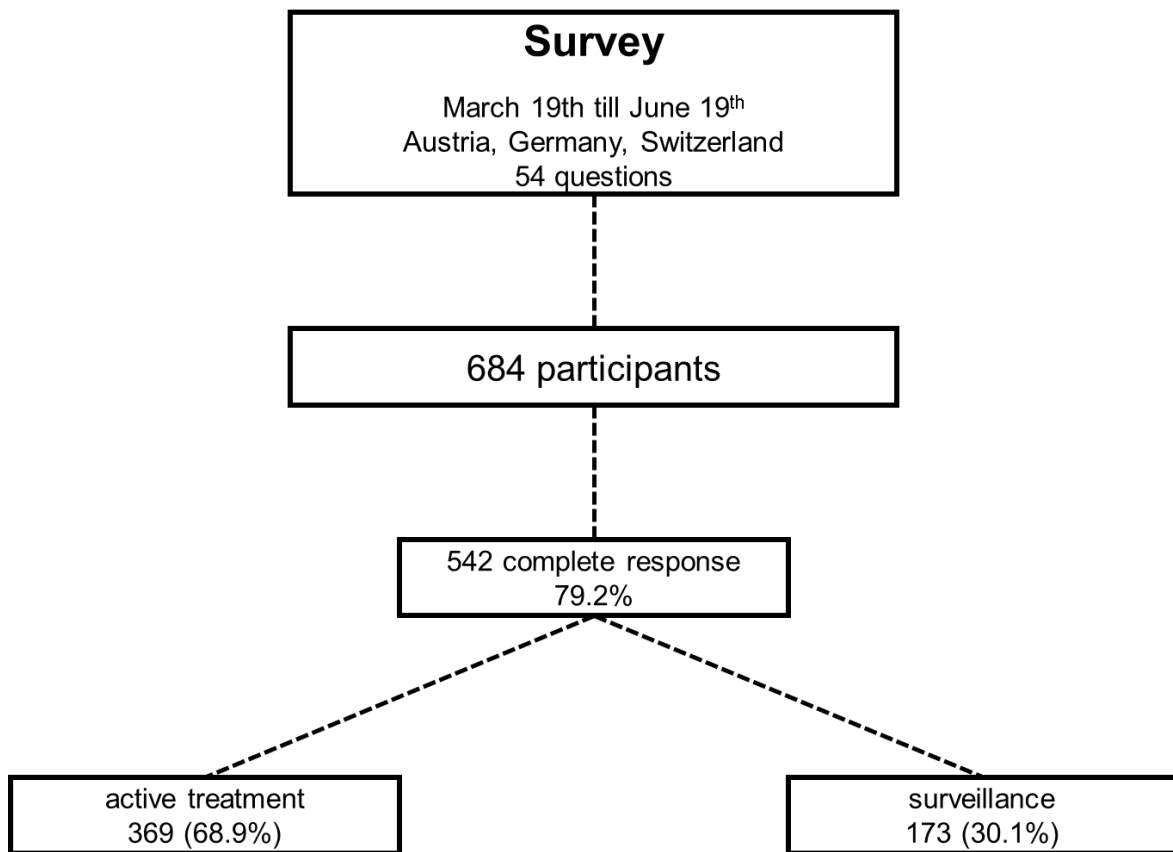 Survey
March 19th till June 19th
Austria, Germany, Switzerland
54 questions
684 participants
542 complete response
79.2%
active treatment
369 (68.9%)
surveillance
173 (30.1%)